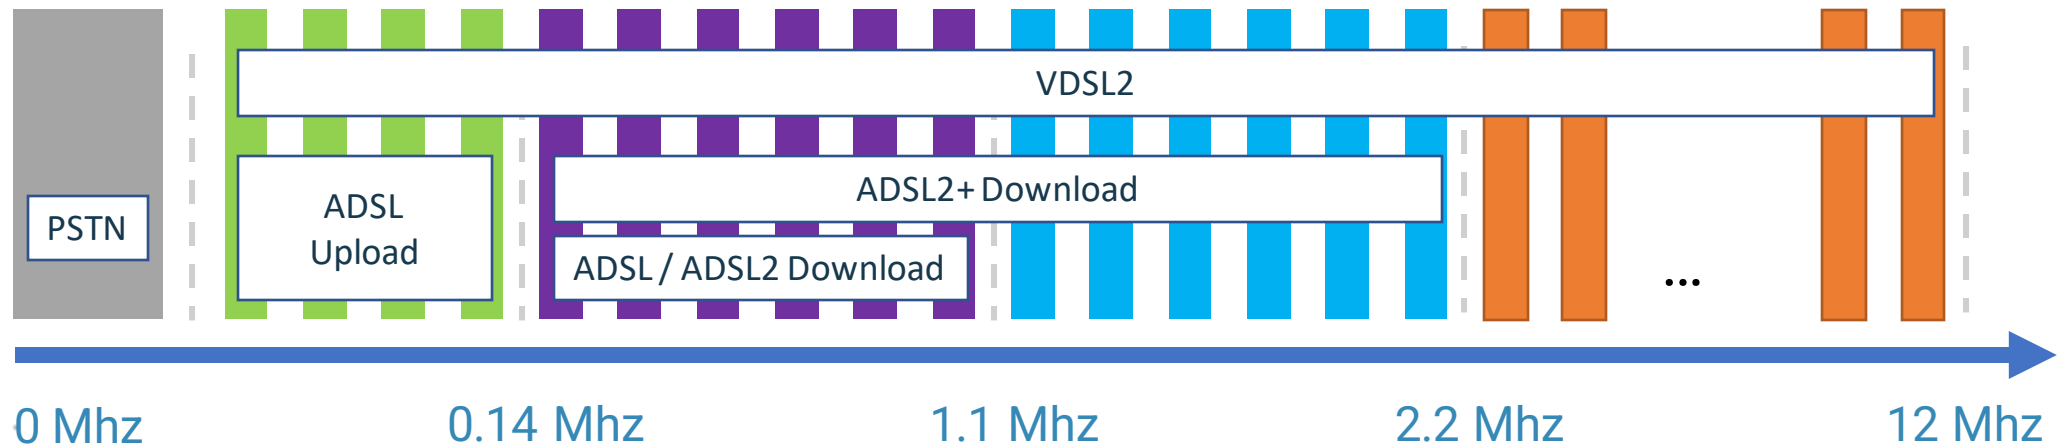 VDSL2
PSTN
ADSL
Upload
ADSL2+ Download
ADSL / ADSL2 Download
...
0 Mhz
0.14 Mhz
1.1 Mhz
2.2 Mhz
12 Mhz